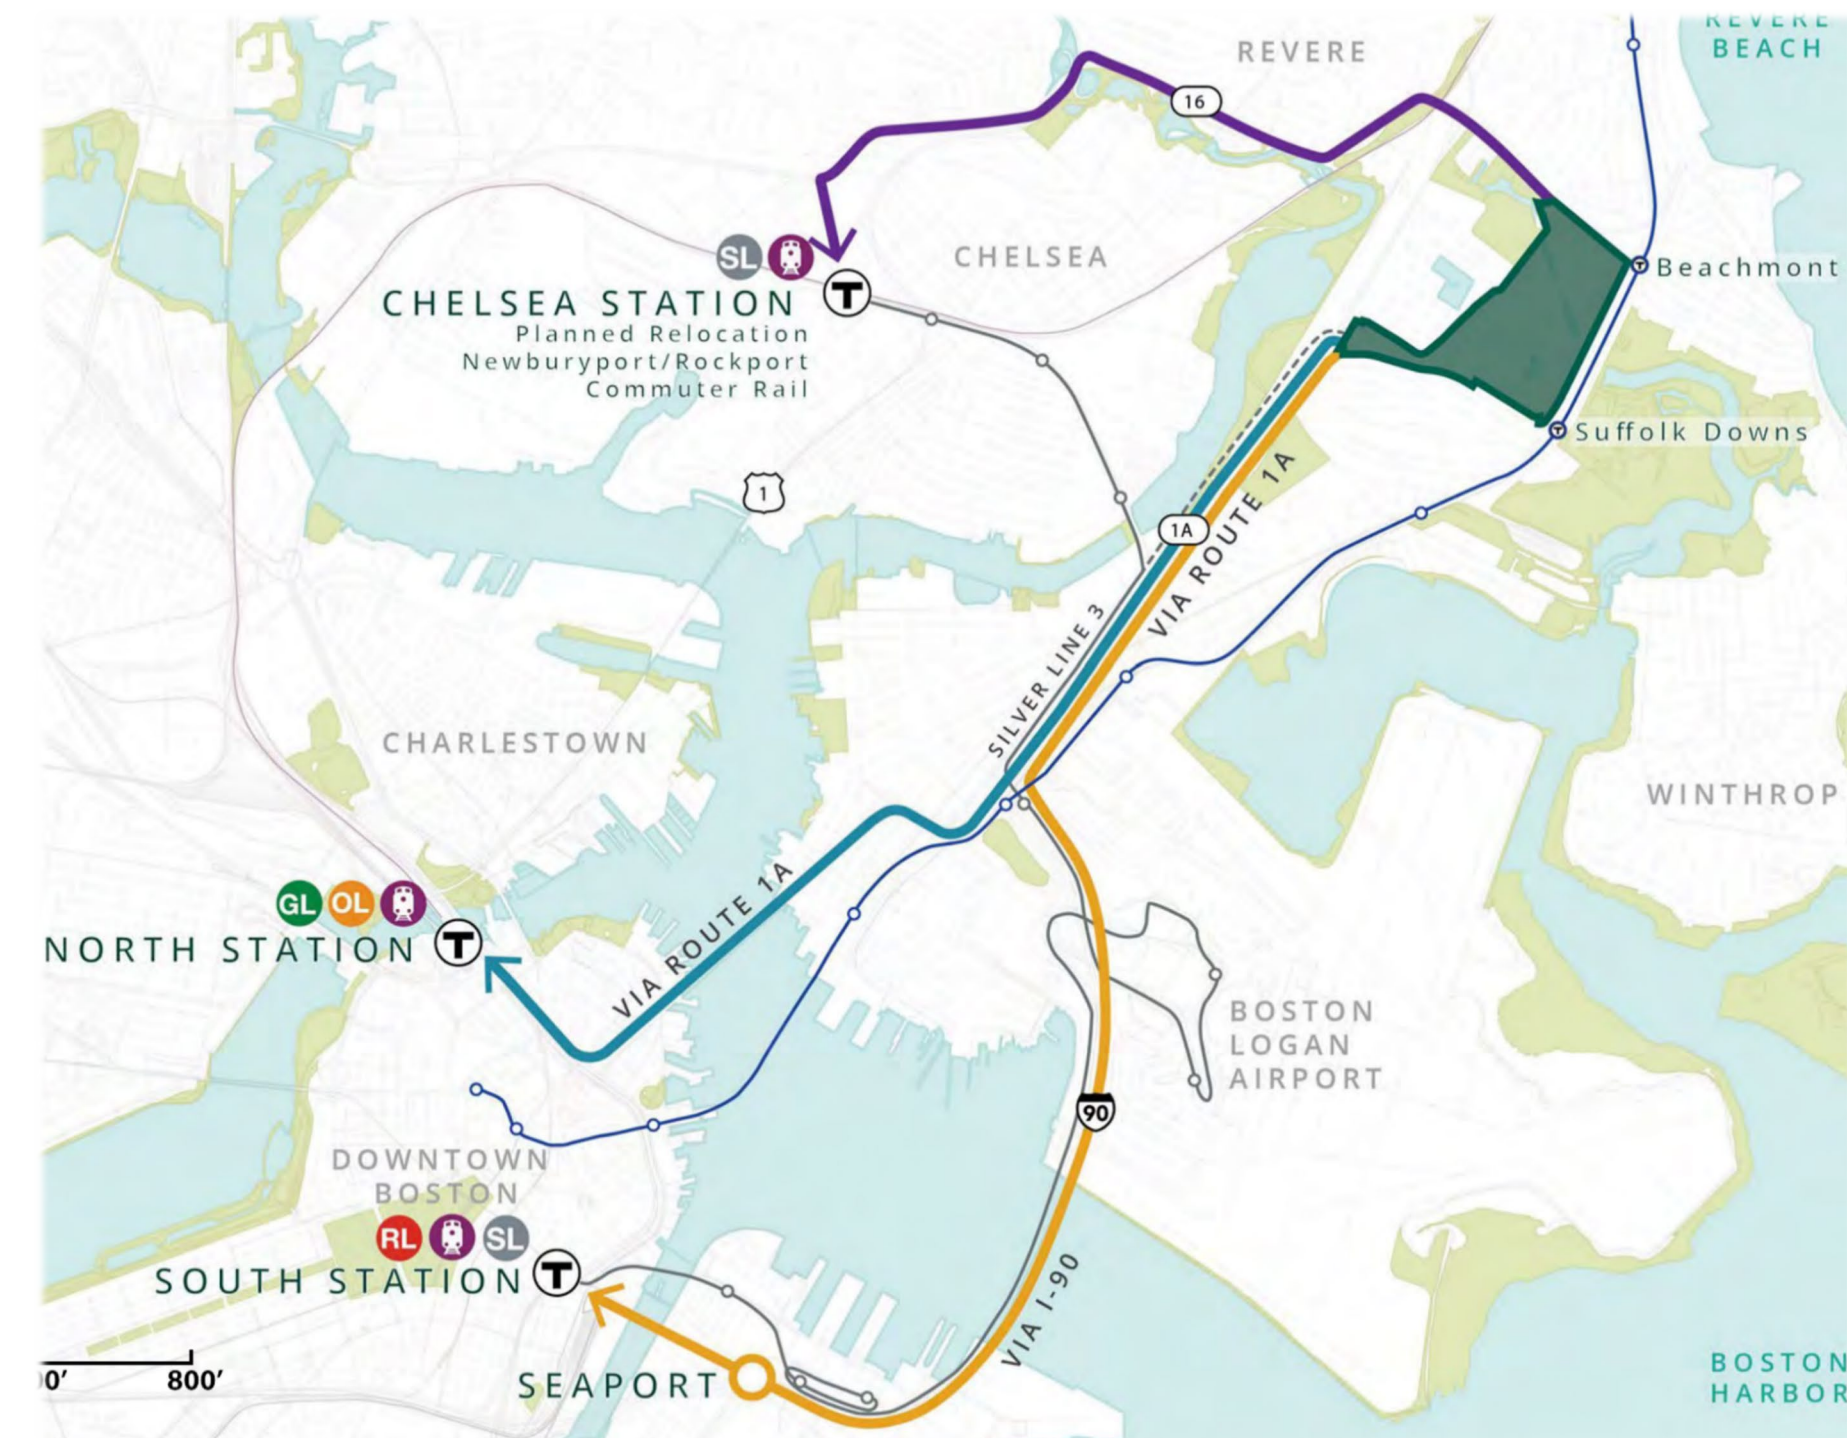 REVERE
BEACH
REVERE
16
Beachmont
SL
CHELSEA
CHELSEA STATION
T
Planned Relocation
Newburyport/Rockport
Commuter Rail
T
T
Suffolk Downs
1
1A
VIA ROUTE 1A
SILVER LINE 3
CHARLESTOWN
WINTHROP
VIA ROUTE 1A
GL OL
NORTH STATION
T
BOSTON
LOGAN
AIRPORT
90
DOWNTOWN
BOSTON
RL SL
SOUTH STATION
T
VIA I-90
SEAPORT
00'
800'
BOSTON
HARBOR